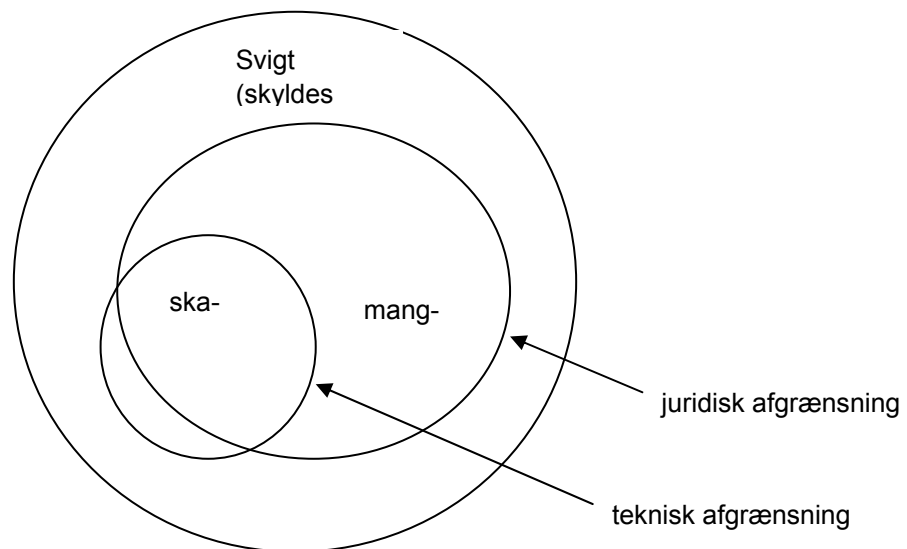 Svigt
(skyldes
ska-
mang-
juridisk afgrænsning
teknisk afgrænsning